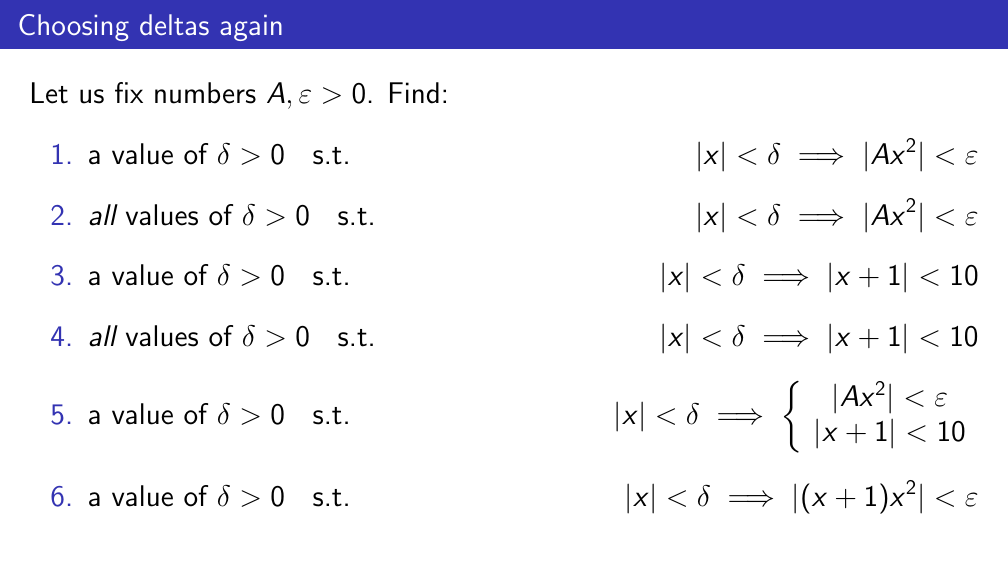 Choosing deltas again
Let us fix numbers A, ε > 0. Find:
1. a value of δ > 0 s.t. |x| < δ ⟹ |Ax²| < ε
2. all values of δ > 0 s.t. |x| < δ ⟹ |Ax²| < ε
3. a value of δ > 0 s.t. |x| < δ ⟹ |x + 1| < 10
4. all values of δ > 0 s.t. |x| < δ ⟹ |x + 1| < 10
5. a value of δ > 0 s.t. |x| < δ ⟹ { |Ax²| < ε
|x + 1| < 10
6. a value of δ > 0 s.t. |x| < δ ⟹ |(x + 1)x²| < ε